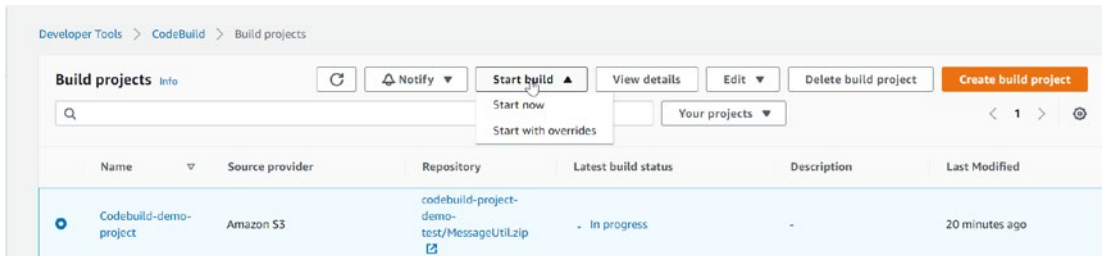 Developer Tools > CodeBuild > Build projects
Build projects Info Notify Start build View details Edit Delete build project Create build project
Start now
Your projects < 1 >
Start with overrides
Name Source provider Repository Latest build status Description Last Modified
codebuild-project-
Codebuild-demo- demo-
project Amazon S3 test/MessageUtil.zip In progress - 20 minutes ago